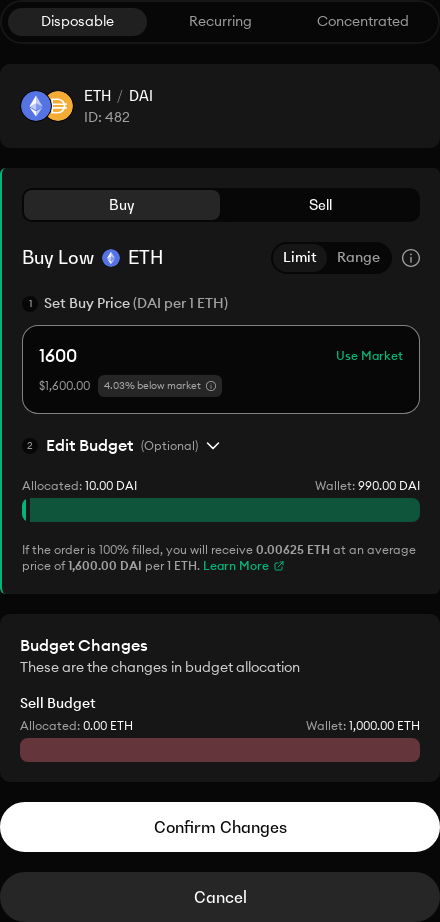 Disposable Recurring Concentrated
ETH / DAI
ID: 482
Buy Sell
Buy Low ETH Limit Range
1 Set Buy Price (DAI per 1 ETH)
1600 Use Market
$1,600.00 4.03% below market
2 Edit Budget (Optional)
Allocated: 10.00 DAI Wallet: 990.00 DAI
If the order is 100% filled, you will receive 0.00625 ETH at an average
price of 1,600.00 DAI per 1 ETH. Learn More
Budget Changes
These are the changes in budget allocation
Sell Budget
Allocated: 0.00 ETH Wallet: 1,000.00 ETH
Confirm Changes
Cancel